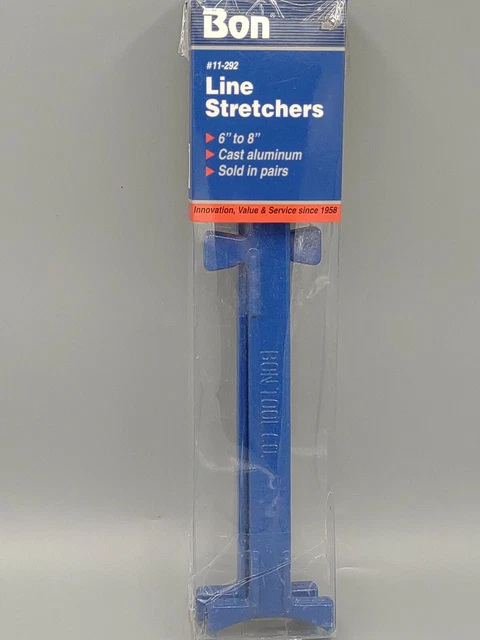 Bon®
#11-292
Line
Stretchers
6" to 8"
Cast aluminum
Sold in pairs
Innovation, Value & Service since 1958
BON TOOL CO.